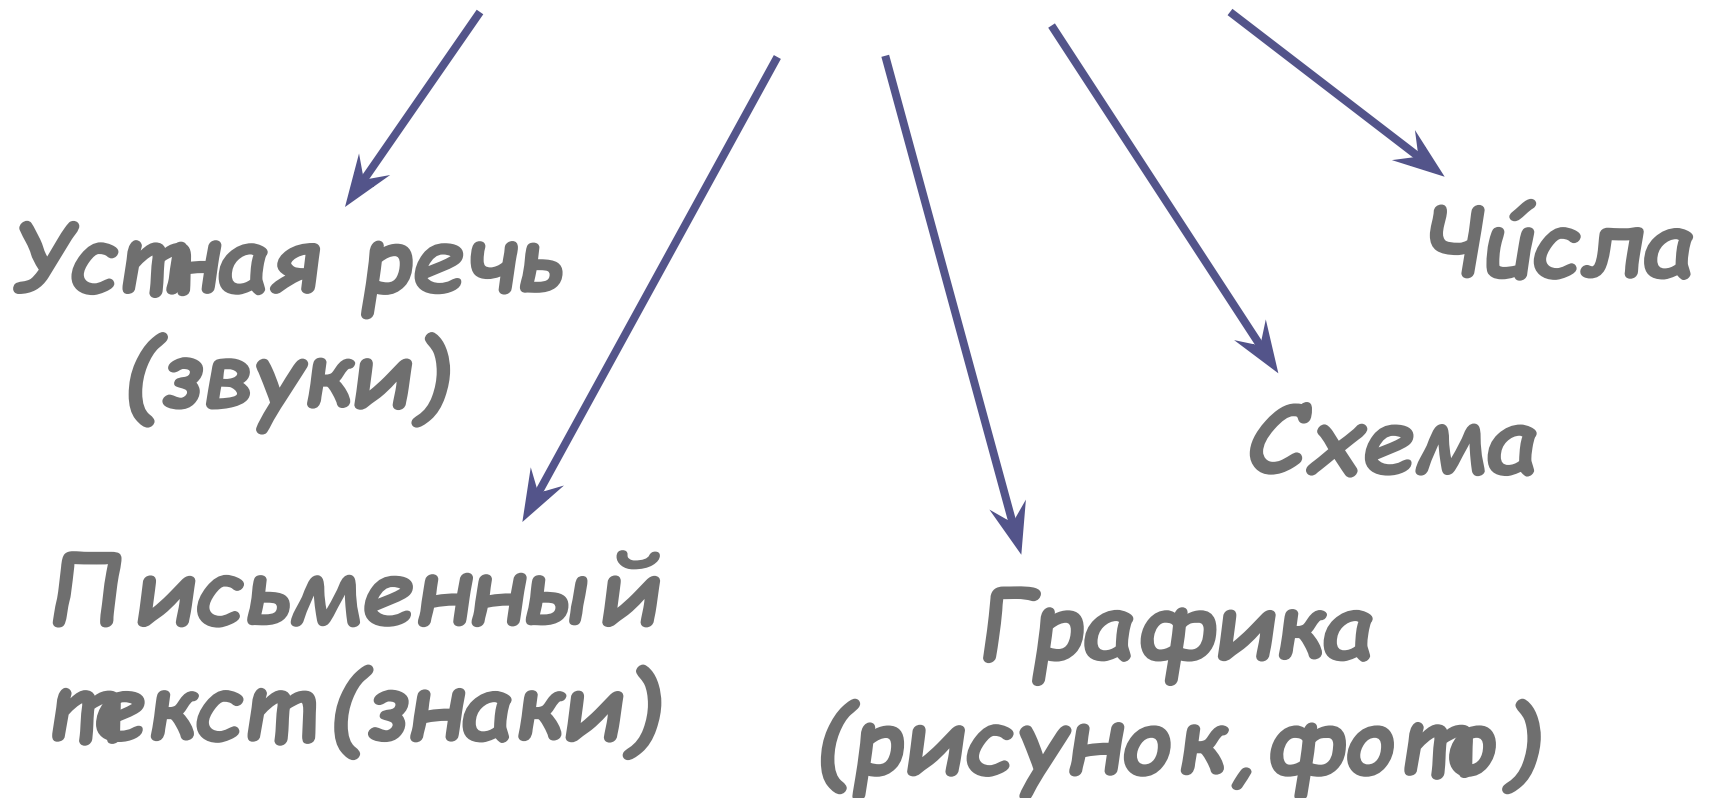 Устная речь
(звуки)
Письменный
текст (знаки)
Графика
(рисунок, фото)
Схема
Чи́сла